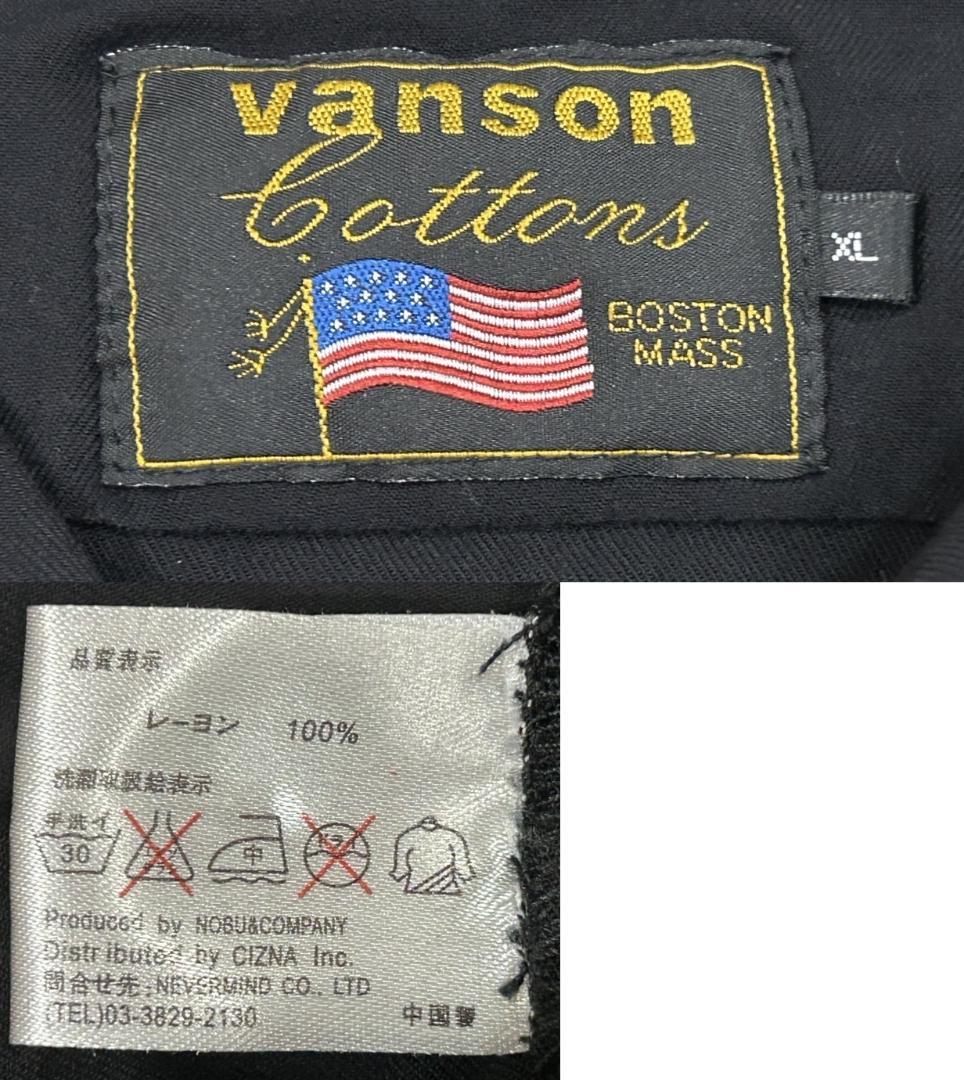 vanson
Cottons
BOSTON
MASS
XL
品質表示
レーヨン 100%
洗濯取扱絵表示
手洗イ
30
中
Produced by NOBU&COMPANY
Distributed by CIZNA Inc.
問合せ先:NEVERMIND CO., LTD
(TEL)03-3829-2130
中国製